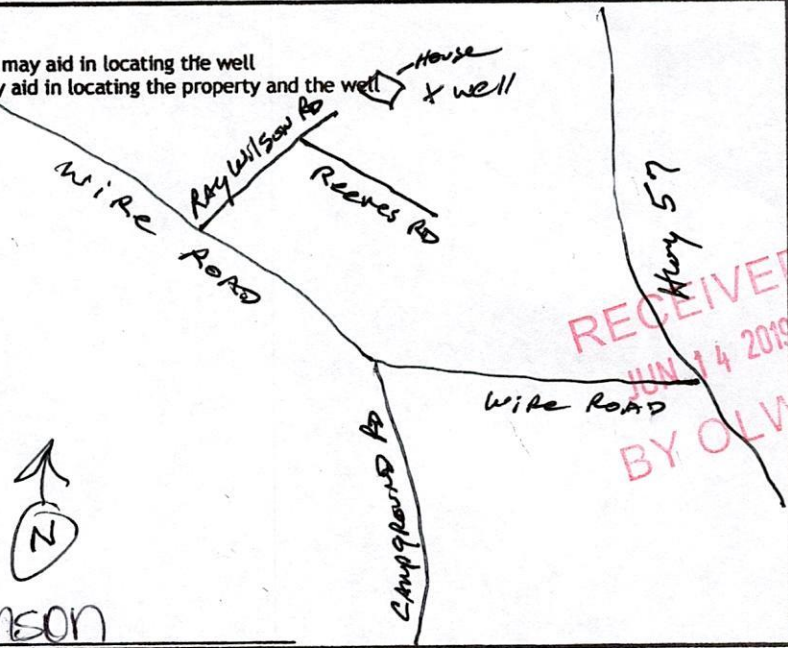 may aid in locating the well
aid in locating the property and the well
House
x well
RAY WILSON RD
Reeves RD
Wire ROAD
Hwy 57
RECEIVED
JUN 14 2019
BY OLW
Wire ROAD
CAMPGROUND RD
N
nson